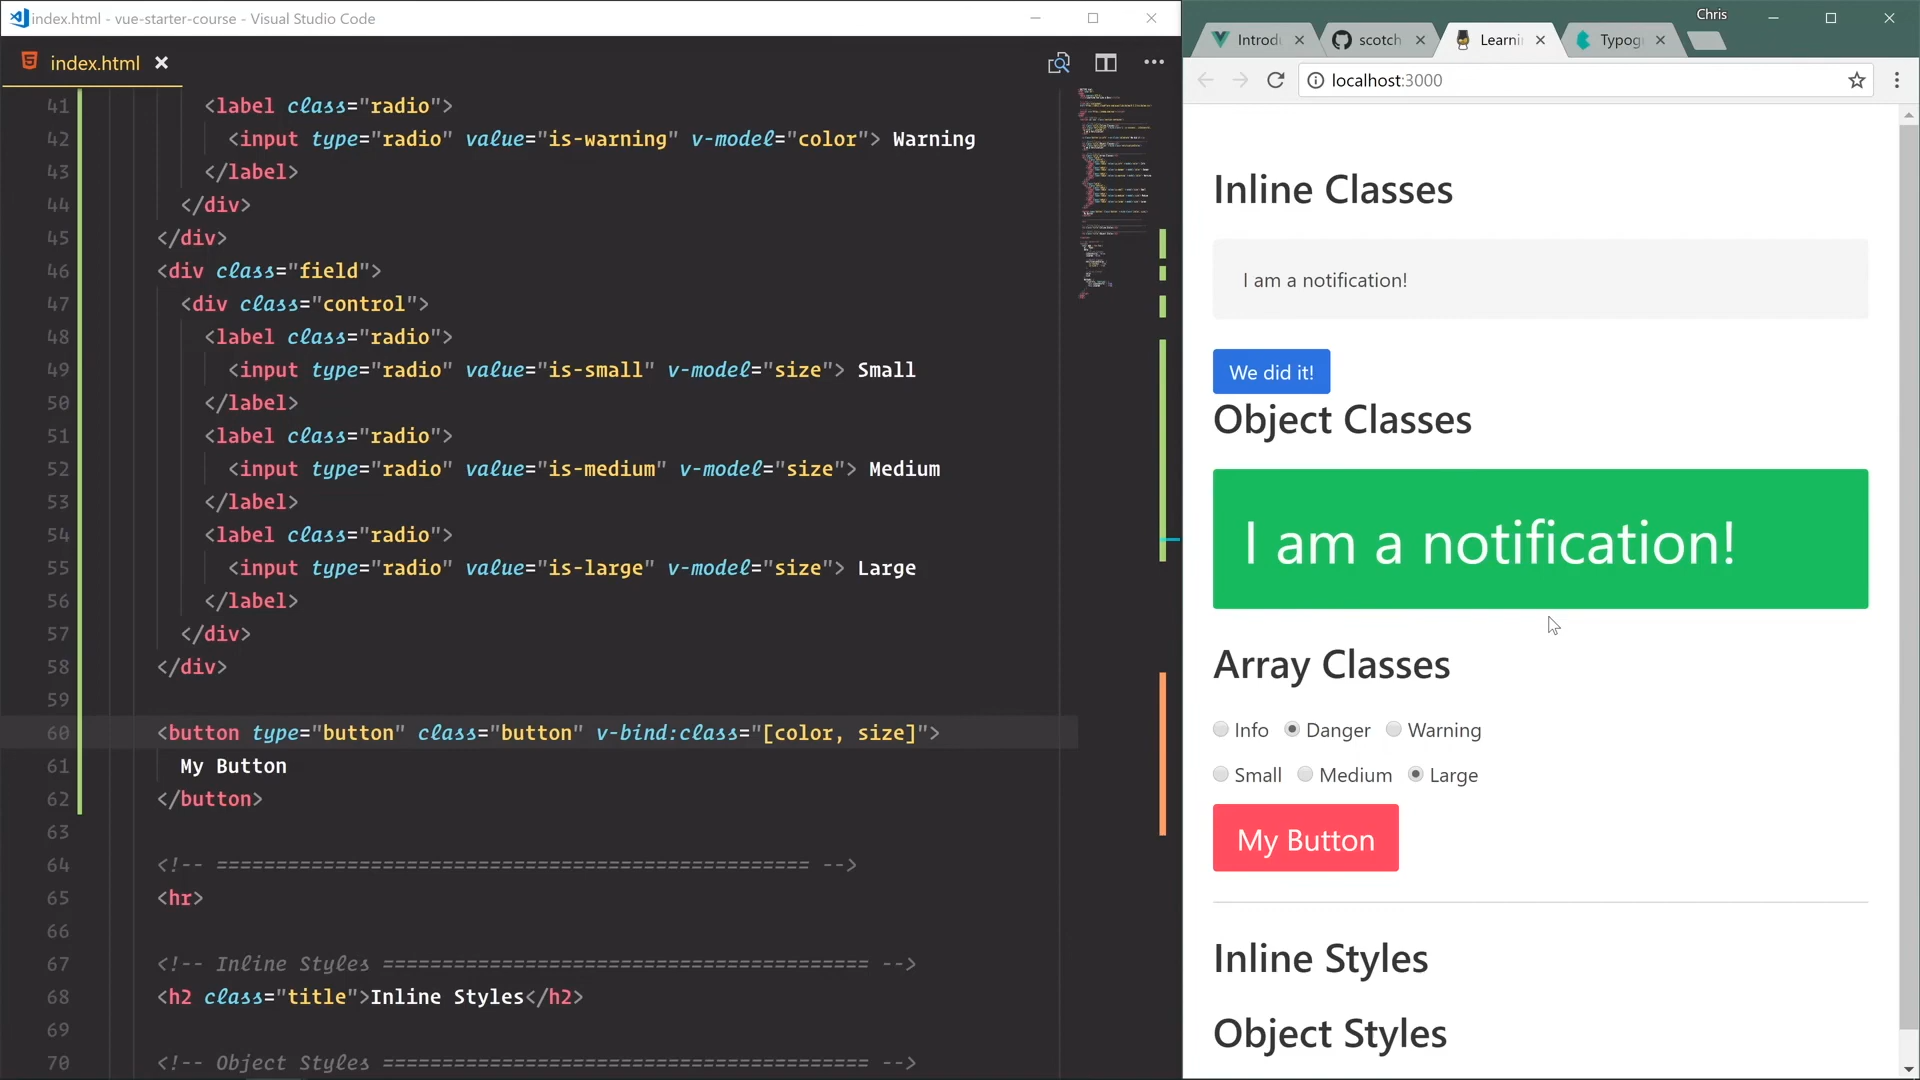 index.html - vue-starter-course - Visual Studio Code
index.html
41 <label class="radio">
42 <input type="radio" value="is-warning" v-model="color"> Warning
43 </label>
44 </div>
45 </div>
46 <div class="field">
47 <div class="control">
48 <label class="radio">
49 <input type="radio" value="is-small" v-model="size"> Small
50 </label>
51 <label class="radio">
52 <input type="radio" value="is-medium" v-model="size"> Medium
53 </label>
54 <label class="radio">
55 <input type="radio" value="is-large" v-model="size"> Large
56 </label>
57 </div>
58 </div>
59
60 <button type="button" class="button" v-bind:class="[color, size]">
61 My Button
62 </button>
63
64 <!-- ================================================== -->
65 <hr>
66
67 <!-- Inline Styles ========================================= -->
68 <h2 class="title">Inline Styles</h2>
69
70 <!-- Object Styles ========================================= -->
Chris
Introdu
scotch
Learnin
Typog
localhost:3000
Inline Classes
I am a notification!
We did it!
Object Classes
I am a notification!
Array Classes
Info Danger Warning
Small Medium Large
My Button
Inline Styles
Object Styles